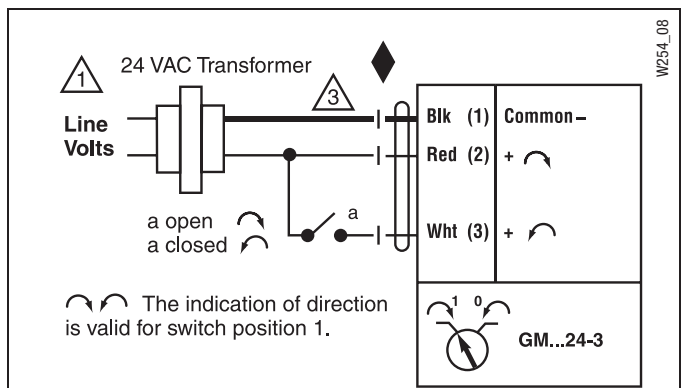 W254_08
1
24 VAC Transformer
3
Line
Volts
Blk (1) Common –
Red (2) +
a
Wht (3) +
a open
a closed
The indication of direction
is valid for switch position 1.
1 0
GM...24-3